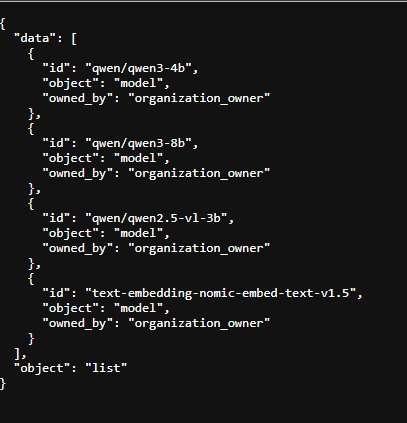 {
  "data": [
    {
      "id": "qwen/qwen3-4b",
      "object": "model",
      "owned_by": "organization_owner"
    },
    {
      "id": "qwen/qwen3-8b",
      "object": "model",
      "owned_by": "organization_owner"
    },
    {
      "id": "qwen/qwen2.5-vl-3b",
      "object": "model",
      "owned_by": "organization_owner"
    },
    {
      "id": "text-embedding-nomic-embed-text-v1.5",
      "object": "model",
      "owned_by": "organization_owner"
    }
  ],
  "object": "list"
}